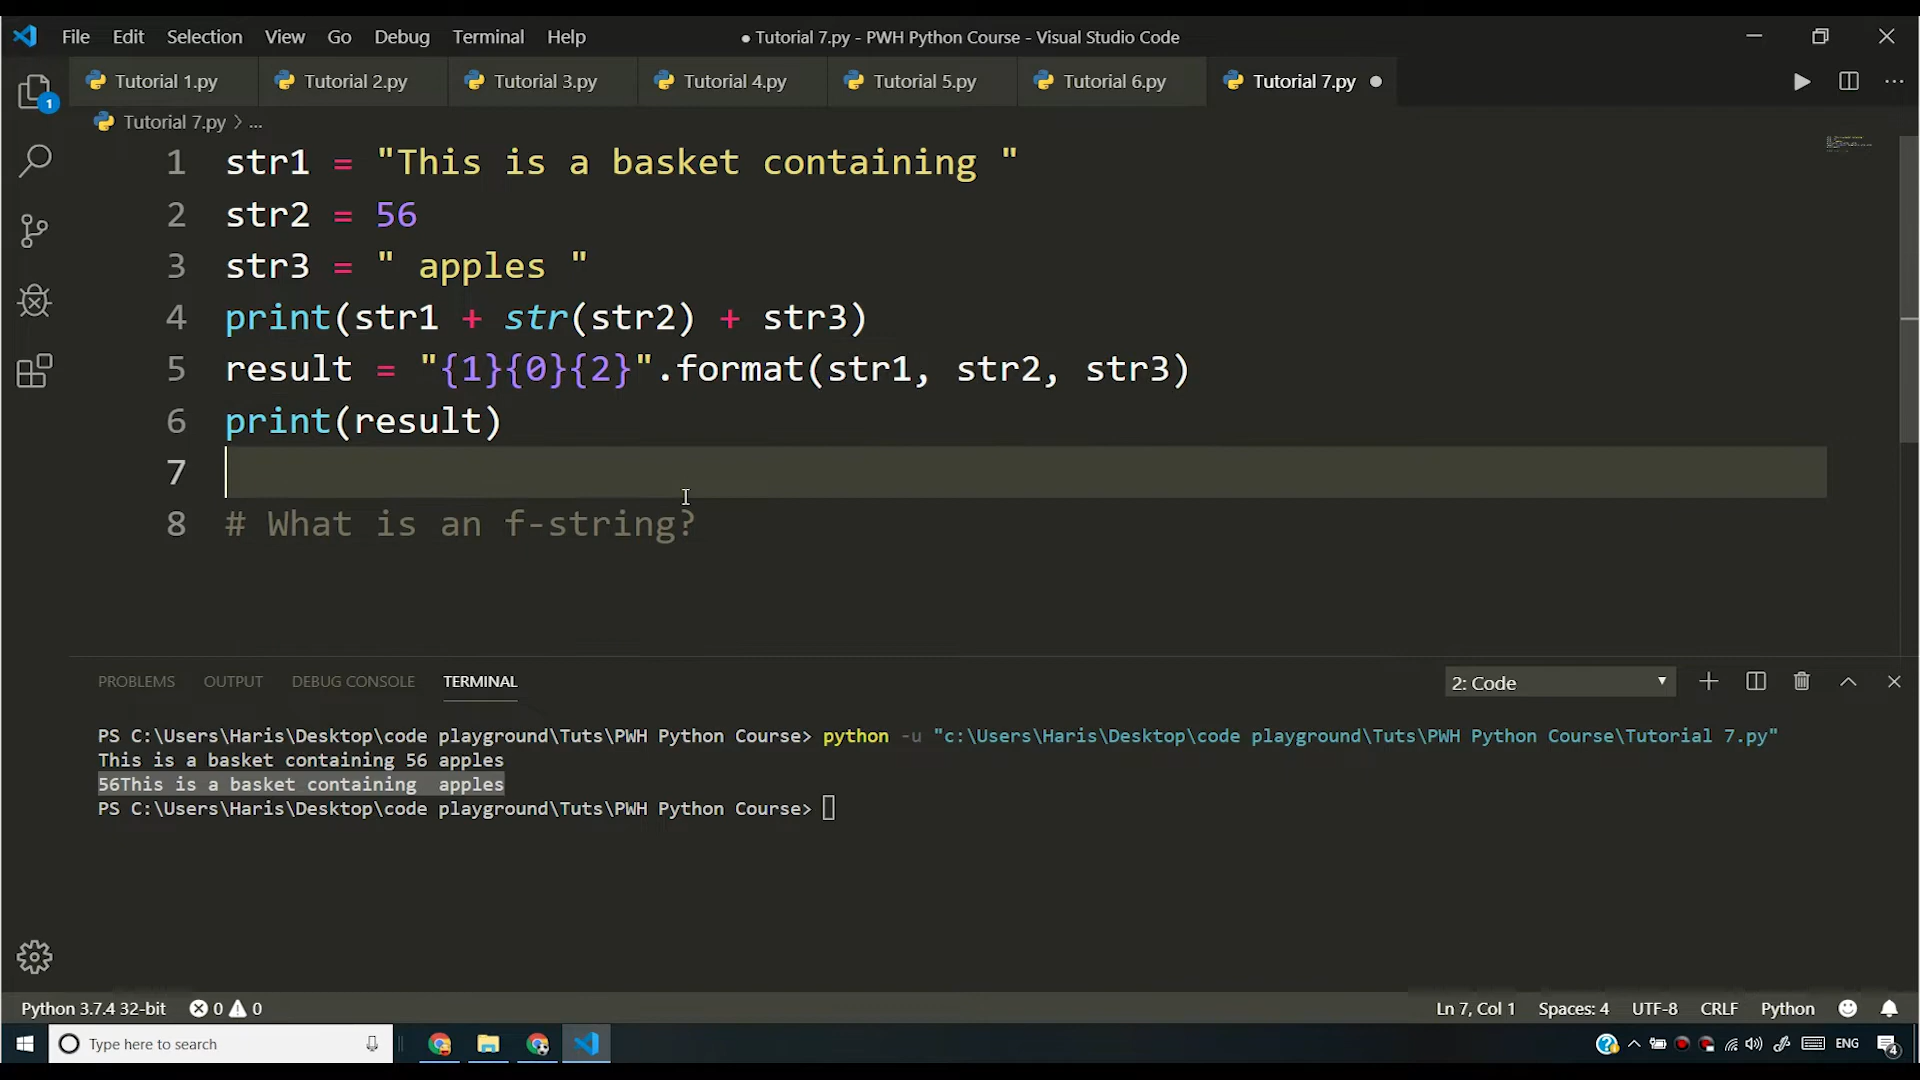 File Edit Selection View Go Debug Terminal Help
● Tutorial 7.py - PWH Python Course - Visual Studio Code
Tutorial 1.py Tutorial 2.py Tutorial 3.py Tutorial 4.py Tutorial 5.py Tutorial 6.py Tutorial 7.py ●
1
Tutorial 7.py > ...
1 str1 = "This is a basket containing "
2 str2 = 56
3 str3 = " apples "
4 print(str1 + str(str2) + str3)
5 result = "{1}{0}{2}".format(str1, str2, str3)
6 print(result)
7
8 # What is an f-string?
PROBLEMS OUTPUT DEBUG CONSOLE TERMINAL
2: Code
PS C:\Users\Haris\Desktop\code playground\Tuts\PWH Python Course> python -u "c:\Users\Haris\Desktop\code playground\Tuts\PWH Python Course\Tutorial 7.py"
This is a basket containing 56 apples
56This is a basket containing  apples
PS C:\Users\Haris\Desktop\code playground\Tuts\PWH Python Course>
Python 3.7.4 32-bit 0 0
Ln 7, Col 1 Spaces: 4 UTF-8 CRLF Python
Type here to search
ENG
4